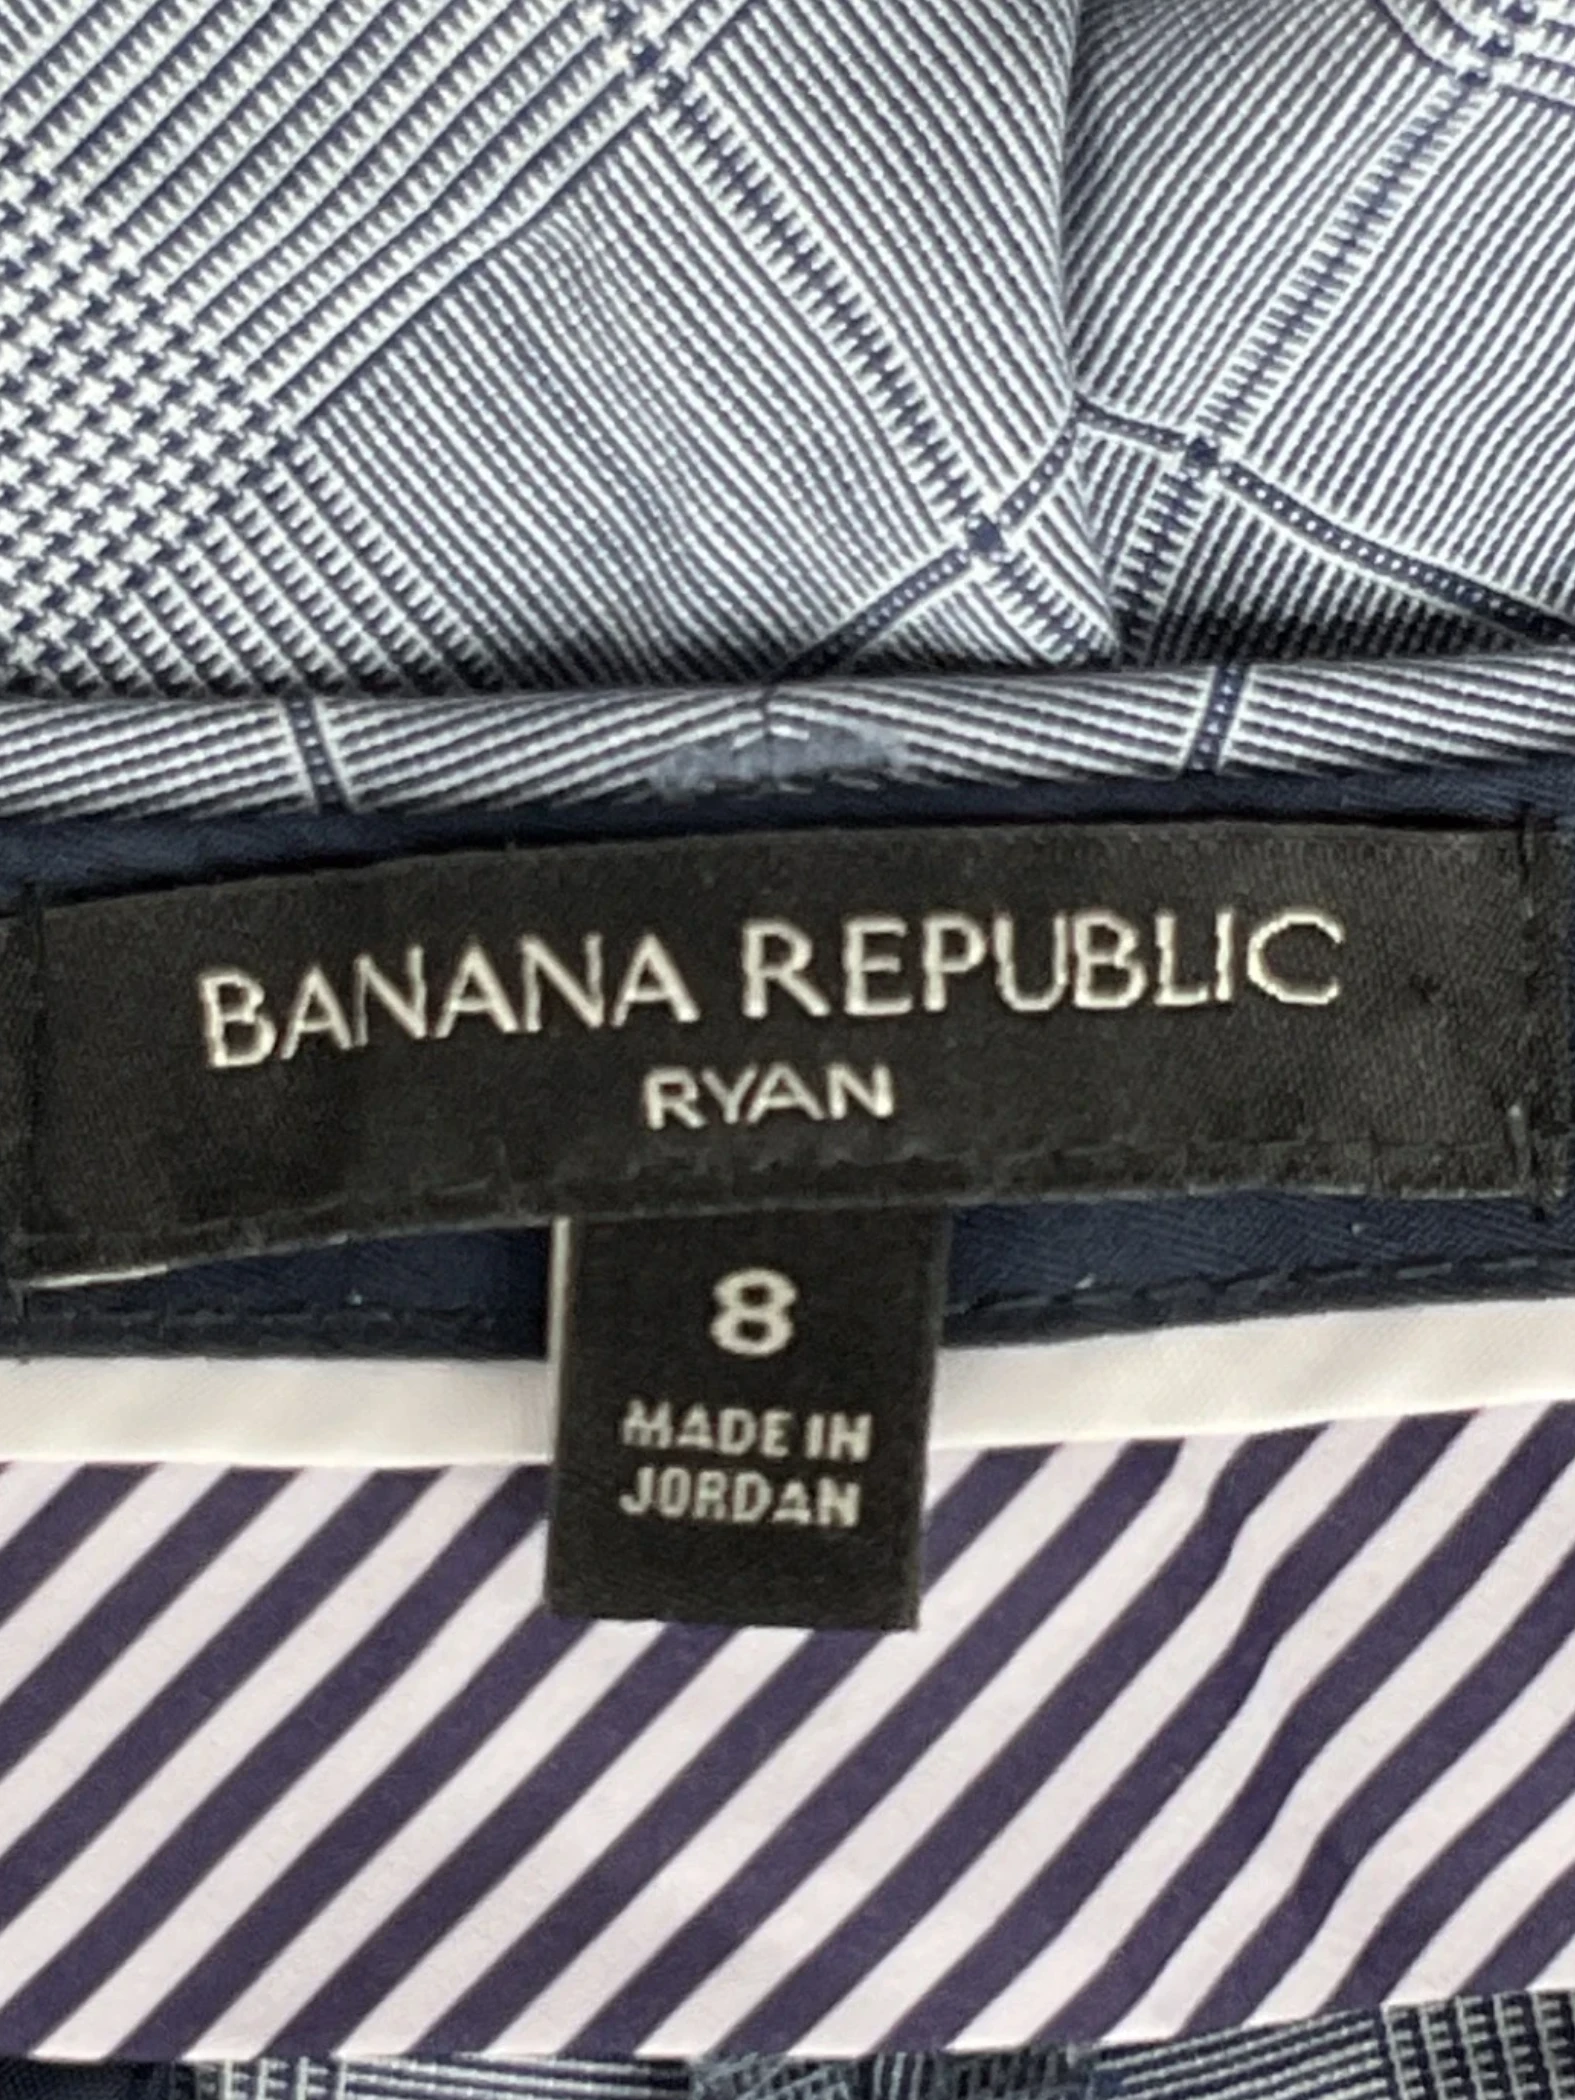 BANANA REPUBLIC
RYAN
8
MADE IN
JORDAN